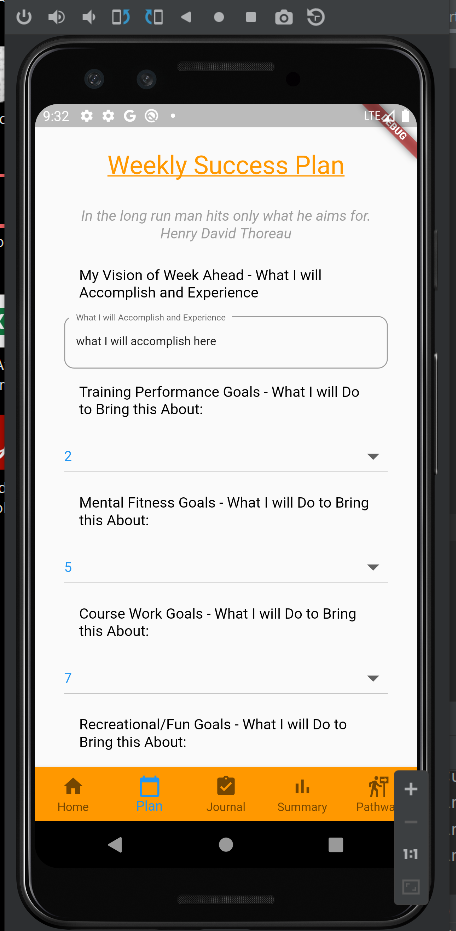 9:32
LTE
DEBUG
Weekly Success Plan
In the long run man hits only what he aims for.
Henry David Thoreau
My Vision of Week Ahead - What I will
Accomplish and Experience
What I will Accomplish and Experience
what I will accomplish here
Training Performance Goals - What I will Do
to Bring this About:
2
Mental Fitness Goals - What I will Do to Bring
this About:
5
Course Work Goals - What I will Do to Bring
this About:
7
Recreational/Fun Goals - What I will Do to
Bring this About:
Home Plan Journal Summary Pathwa
1:1